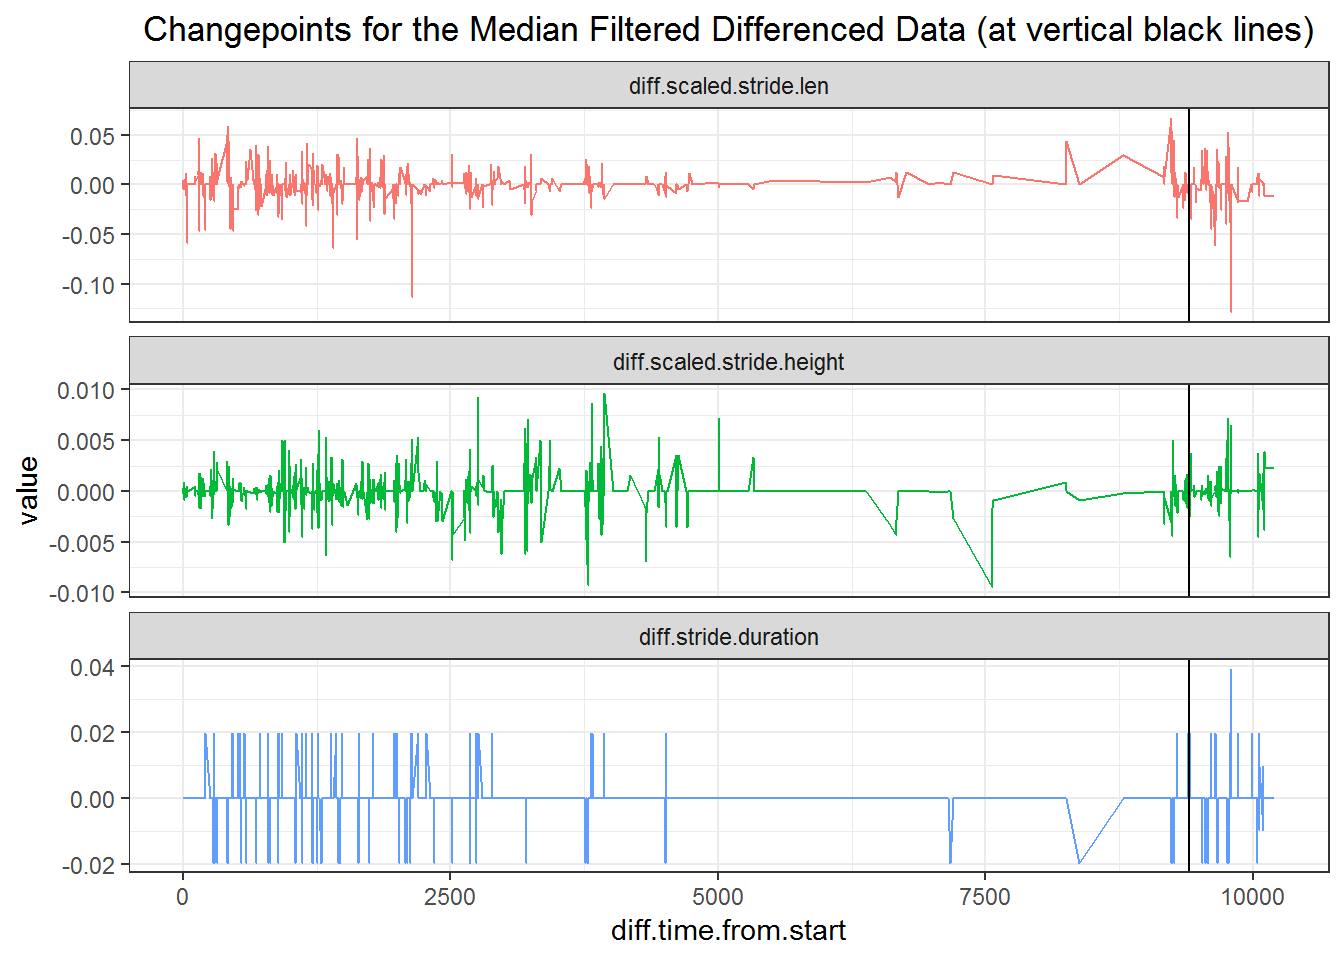 Changepoints for the Median Filtered Differenced Data (at vertical black lines)
diff.scaled.stride.len
0.05
0.00
-0.05
-0.10
diff.scaled.stride.height
0.010
0.005
0.000
-0.005
-0.010
value
diff.stride.duration
0.04
0.02
0.00
-0.02
0 2500 5000 7500 10000
diff.time.from.start